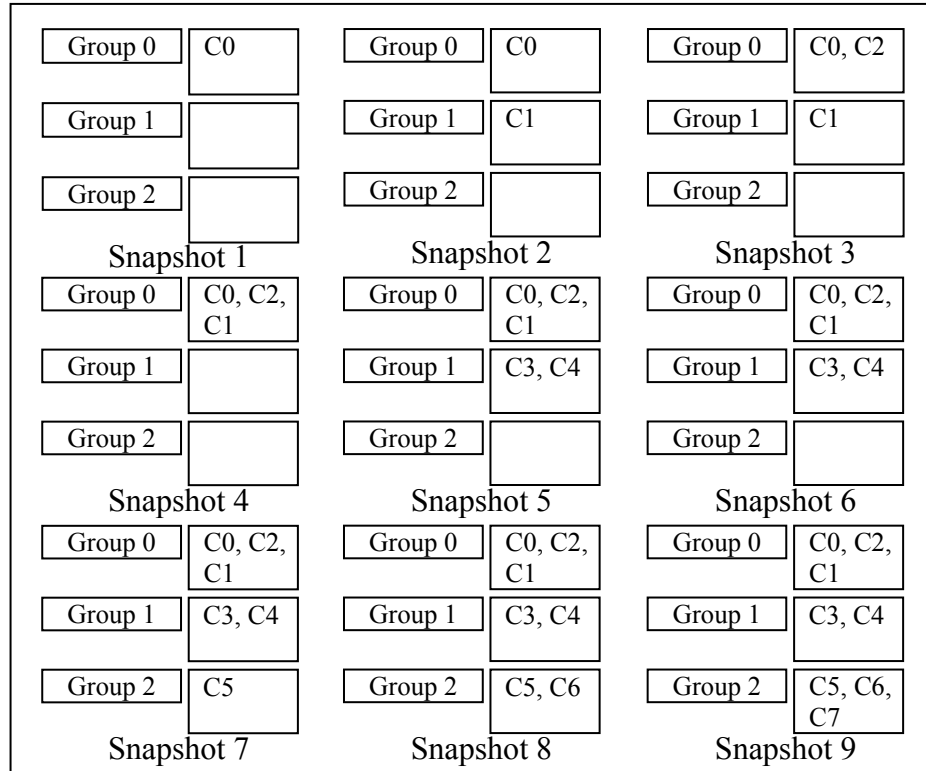 Group 0 C0
Group 1
Group 2
Snapshot 1
Group 0 C0
Group 1 C1
Group 2
Snapshot 2
Group 0 C0, C2
Group 1 C1
Group 2
Snapshot 3
Group 0 C0, C2,
C1
Group 1
Group 2
Snapshot 4
Group 0 C0, C2,
C1
Group 1 C3, C4
Group 2
Snapshot 5
Group 0 C0, C2,
C1
Group 1 C3, C4
Group 2
Snapshot 6
Group 0 C0, C2,
C1
Group 1 C3, C4
Group 2 C5
Snapshot 7
Group 0 C0, C2,
C1
Group 1 C3, C4
Group 2 C5, C6
Snapshot 8
Group 0 C0, C2,
C1
Group 1 C3, C4
Group 2 C5, C6,
C7
Snapshot 9